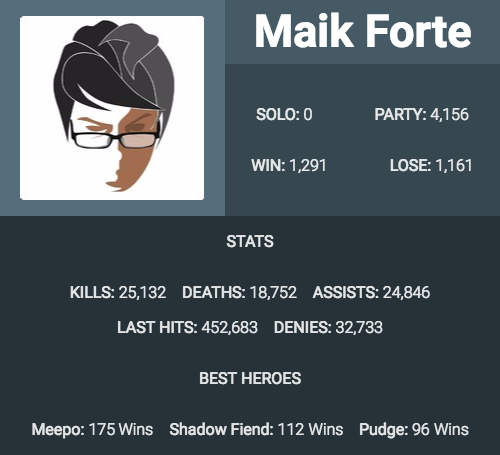 Maik Forte
SOLO: 0 PARTY: 4,156
WIN: 1,291 LOSE: 1,161
STATS
KILLS: 25,132 DEATHS: 18,752 ASSISTS: 24,846
LAST HITS: 452,683 DENIES: 32,733
BEST HEROES
Meepo: 175 Wins Shadow Fiend: 112 Wins Pudge: 96 Wins